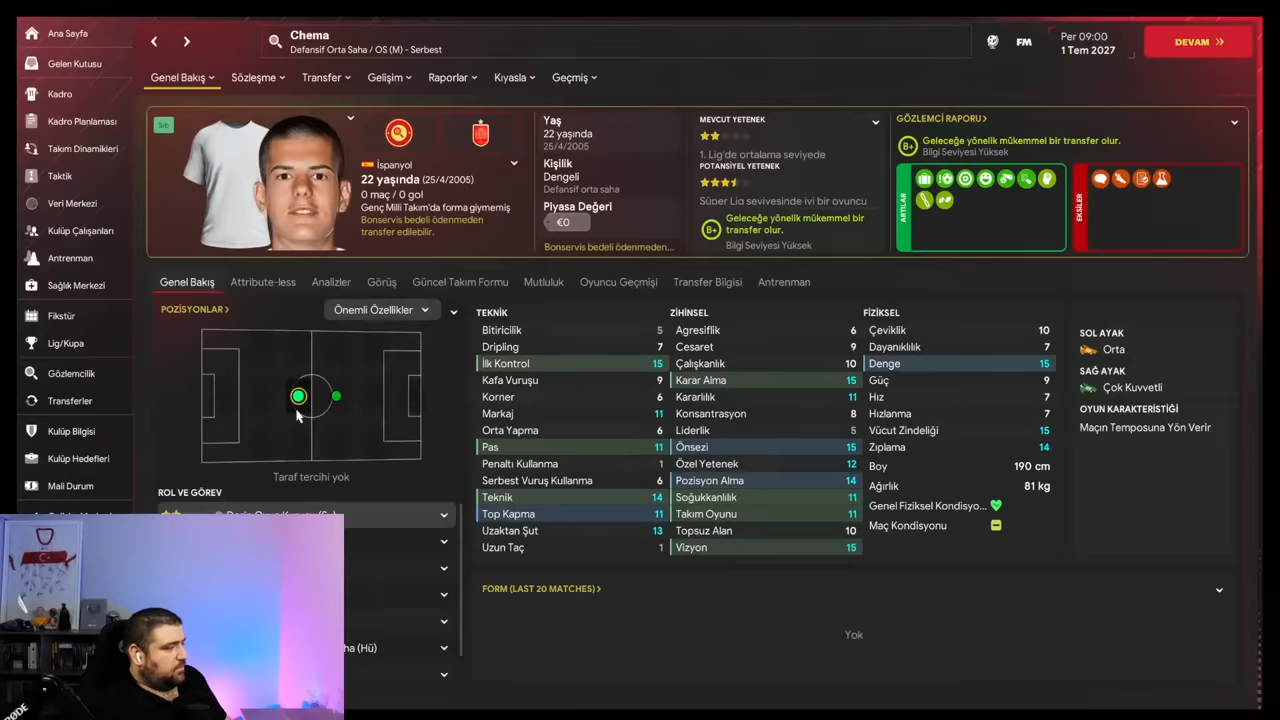 Ana Sayfa
Gelen Kutusu
Kadro
Kadro Planlaması
Takım Dinamikleri
Taktik
Veri Merkezi
Kulüp Çalışanları
Antrenman
Sağlık Merkezi
Fikstür
Lig/Kupa
Gözlemcilik
Transferler
Kulüp Bilgisi
Kulüp Hedefleri
Mali Durum
Chema
Defansif Orta Saha / OS (M) - Serbest
FM
Per 09:00
1 Tem 2027
DEVAM
Genel Bakış
Sözleşme
Transfer
Gelişim
Raporlar
Kıyasla
Geçmiş
Srb
İspanyol
22 yaşında (25/4/2005)
0 maç / 0 gol
Genç Milli Takım'da forma giymemiş
Bonservis bedeli ödenmeden
transfer edilebilir.
Yaş
22 yaşında
25/4/2005
Kişilik
Dengeli
Defansif orta saha
Piyasa Değeri
€0
Bonservis bedeli ödenmeden...
MEVCUT YETENEK
1. Lig'de ortalama seviyede
POTANSİYEL YETENEK
Süper Lig seviyesinde iyi bir oyuncu
B+
Geleceğe yönelik mükemmel bir
transfer olur.
Bilgi Seviyesi Yüksek
GÖZLEMCİ RAPORU
B+
Geleceğe yönelik mükemmel bir transfer olur.
Bilgi Seviyesi Yüksek
ARTILAR
EKSİLER
Genel Bakış
Attribute-less
Analizler
Görüş
Güncel Takım Formu
Mutluluk
Oyuncu Geçmişi
Transfer Bilgisi
Antrenman
POZİSYONLAR
Önemli Özellikler
Taraf tercihi yok
ROL VE GÖREV
ha (Hü)
TEKNİK
Bitiricilik 5
Dripling 7
İlk Kontrol 15
Kafa Vuruşu 9
Korner 6
Markaj 11
Orta Yapma 6
Pas 11
Penaltı Kullanma 1
Serbest Vuruş Kullanma 6
Teknik 14
Top Kapma 11
Uzaktan Şut 13
Uzun Taç 1
ZİHİNSEL
Agresiflik 6
Cesaret 9
Çalışkanlık 10
Karar Alma 15
Kararlılık 11
Konsantrasyon 8
Liderlik 5
Önsezi 15
Özel Yetenek 12
Pozisyon Alma 14
Soğukkanlılık 11
Takım Oyunu 11
Topsuz Alan 10
Vizyon 15
FİZİKSEL
Çeviklik 10
Dayanıklılık 7
Denge 15
Güç 9
Hız 7
Hızlanma 7
Vücut Zindeliği 15
Zıplama 14
Boy 190 cm
Ağırlık 81 kg
Genel Fiziksel Kondisyo...
Maç Kondisyonu
SOL AYAK
Orta
SAĞ AYAK
Çok Kuvvetli
OYUN KARAKTERİSTİĞİ
Maçın Temposuna Yön Verir
FORM (LAST 20 MATCHES)
Yok
RØDE